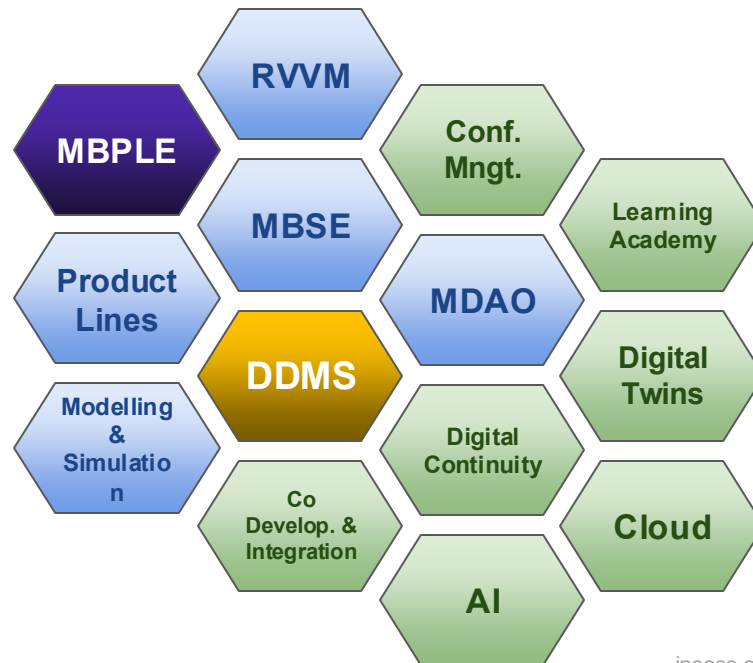 RVVM
MBPLE
Conf.
Mngt.
Learning
Academy
MBSE
Product
Lines
MDAO
DDMS
Digital
Twins
Modelling
&
Simulatio
n
Digital
Continuity
Co
Develop. &
Integration
Cloud
AI